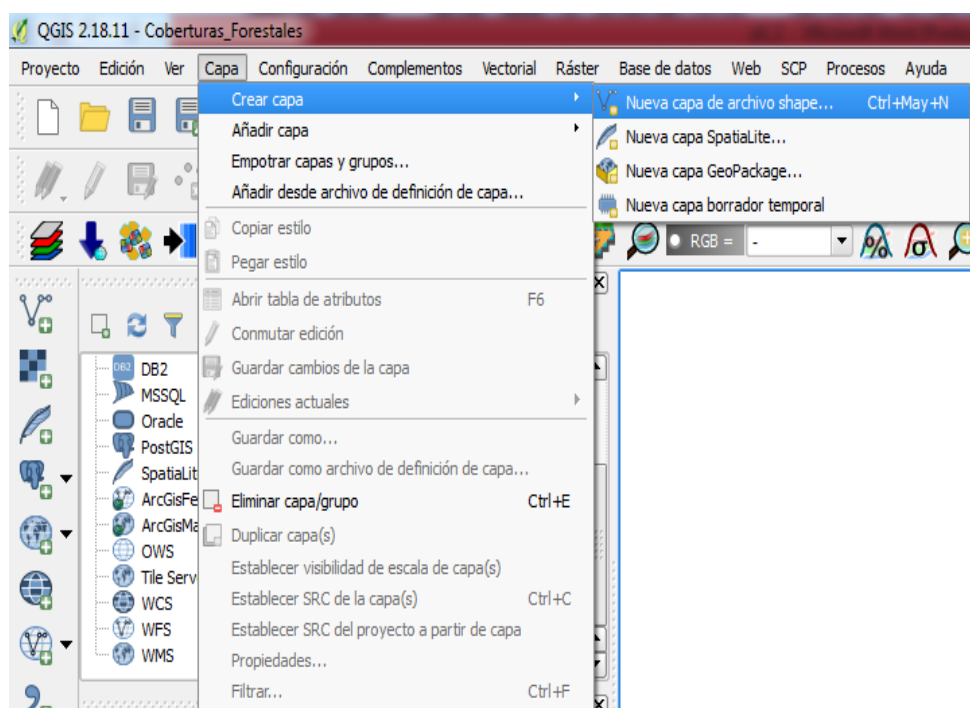 QGIS 2.18.11 - Coberturas_Forestales
Proyecto Edición Ver Capa Configuración Complementos Vectorial Ráster Base de datos Web SCP Procesos Ayuda
Crear capa
Nueva capa de archivo shape... Ctrl+May+N
Añadir capa
Nueva capa SpatiaLite...
Empotrar capas y grupos...
Nueva capa GeoPackage...
Añadir desde archivo de definición de capa...
Nueva capa borrador temporal
Copiar estilo
RGB = -
Pegar estilo
Abrir tabla de atributos F6
Conmutar edición
Guardar cambios de la capa
Ediciones actuales
Guardar como...
Guardar como archivo de definición de capa...
Eliminar capa/grupo Ctrl+E
Duplicar capa(s)
Establecer visibilidad de escala de capa(s)
Establecer SRC de la capa(s) Ctrl+C
Establecer SRC del proyecto a partir de capa
Propiedades...
Filtrar... Ctrl+F
DB2 DB2
MSSQL
Oracle
PostGIS
SpatiaLit
ArcGisFe
ArcGisMa
OWS
Tile Serv
WCS
WFS
WMS